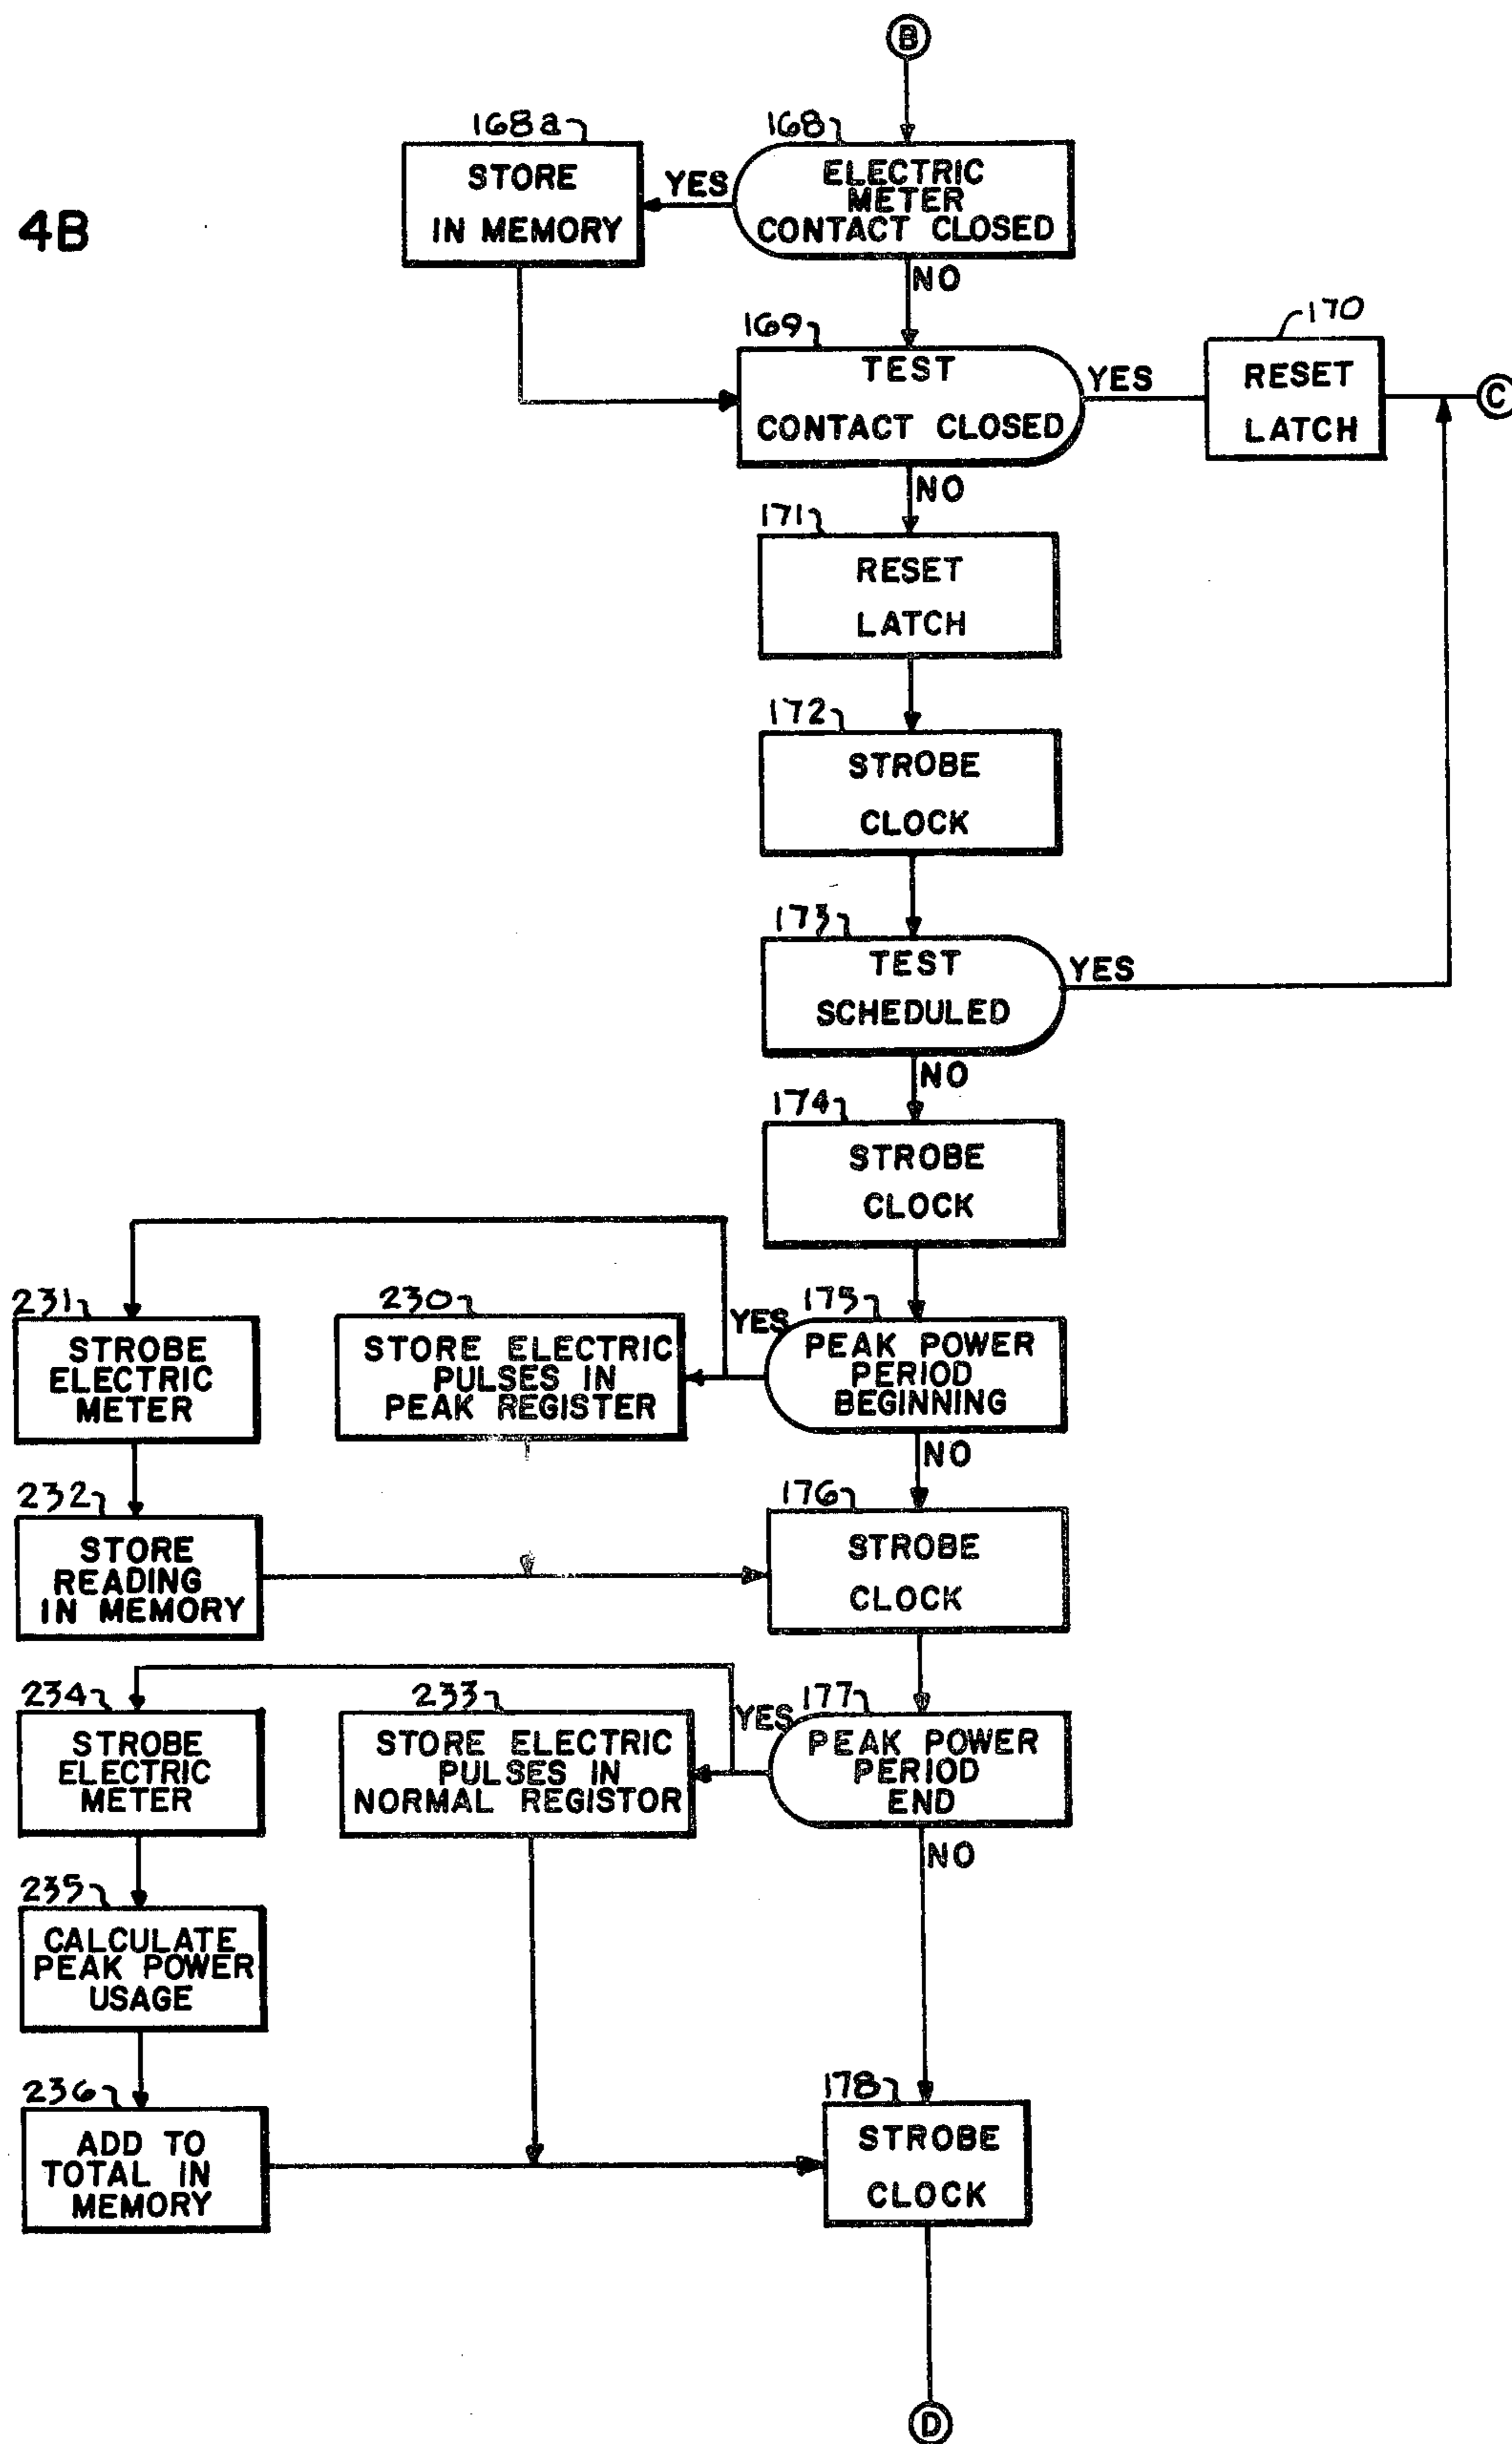 B
168a
168
STORE
IN MEMORY
YES
ELECTRIC
METER
CONTACT CLOSED
4B
NO
169
TEST
CONTACT CLOSED
YES
170
RESET
LATCH
C
NO
171
RESET
LATCH
172
STROBE
CLOCK
173
TEST
SCHEDULED
YES
NO
174
STROBE
CLOCK
231
STROBE
ELECTRIC
METER
230
STORE ELECTRIC
PULSES IN
PEAK REGISTER
YES
175
PEAK POWER
PERIOD
BEGINNING
NO
232
STORE
READING
IN MEMORY
176
STROBE
CLOCK
234
STROBE
ELECTRIC
METER
233
STORE ELECTRIC
PULSES IN
NORMAL REGISTOR
YES
177
PEAK POWER
PERIOD
END
NO
235
CALCULATE
PEAK POWER
USAGE
236
ADD TO
TOTAL IN
MEMORY
178
STROBE
CLOCK
D